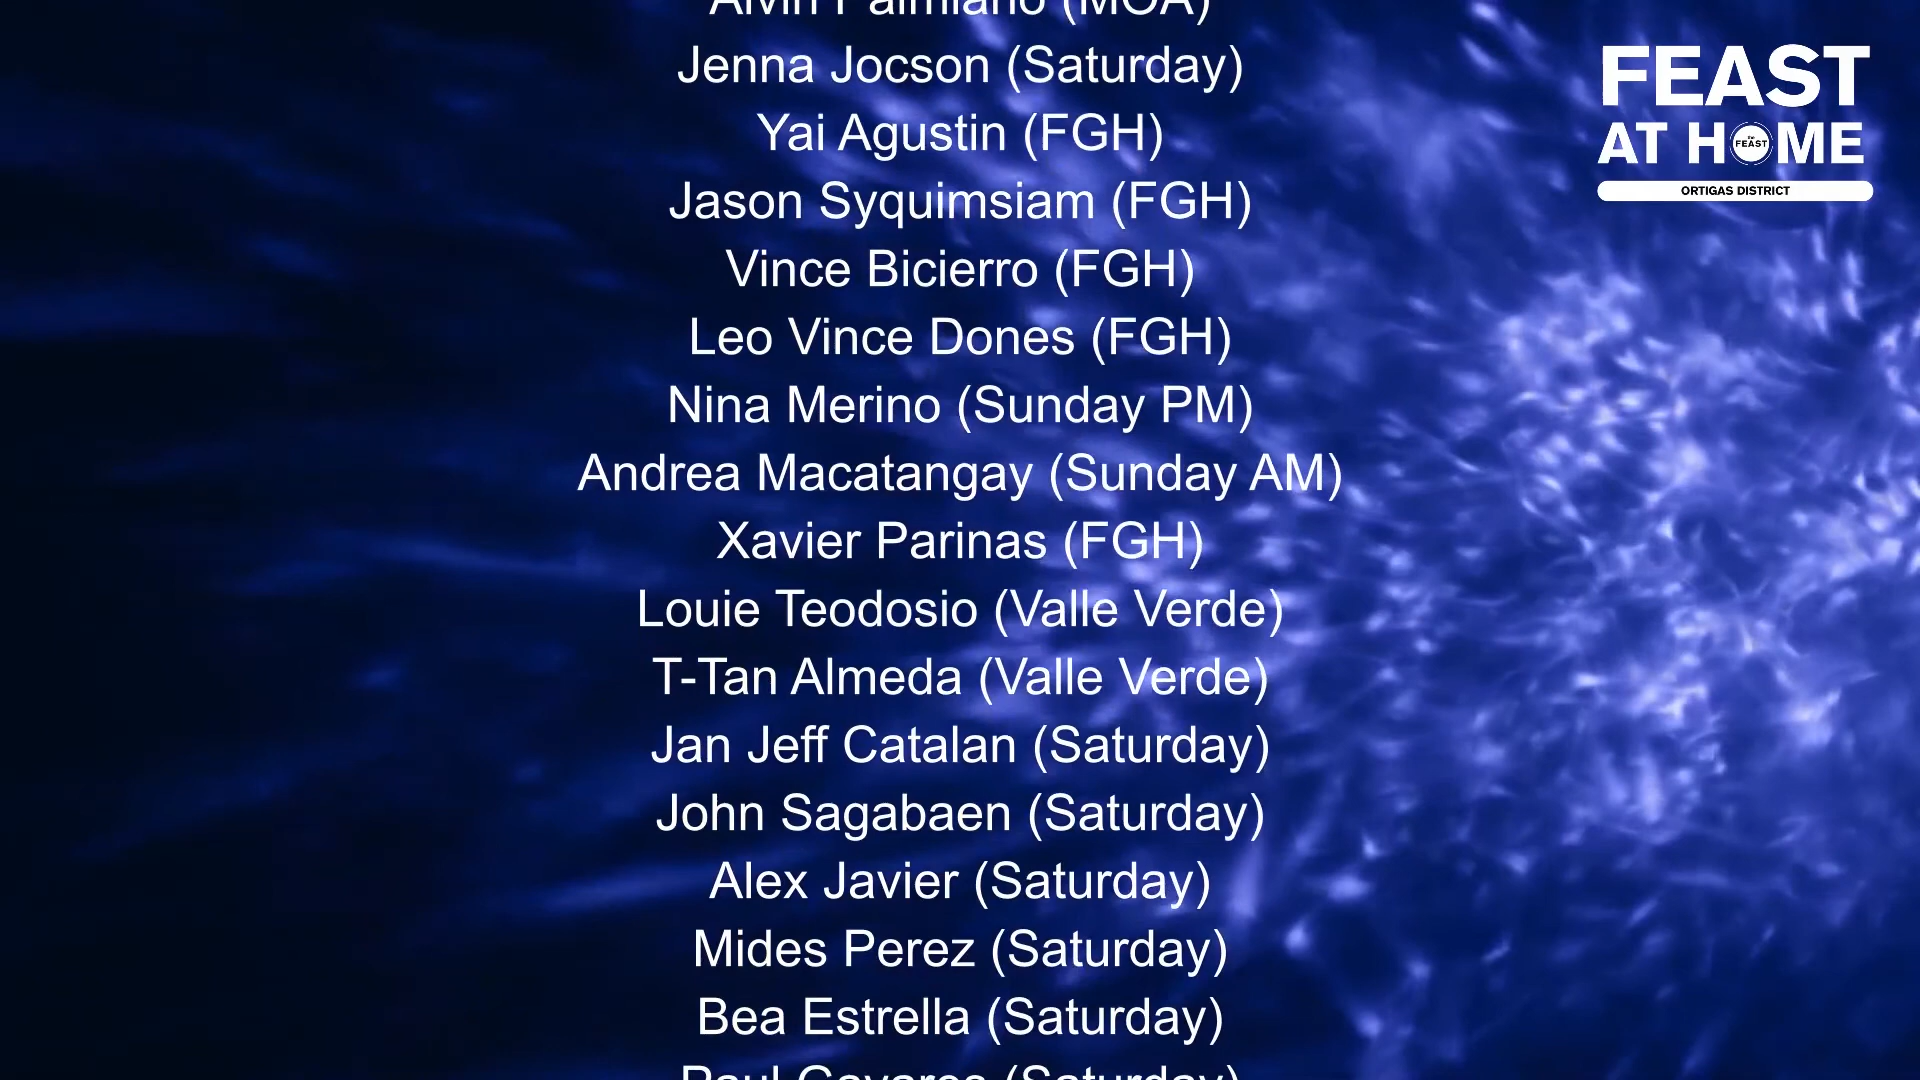 Jenna Jocson (Saturday)
Yai Agustin (FGH)
Jason Syquimsiam (FGH)
Vince Bicierro (FGH)
Leo Vince Dones (FGH)
Nina Merino (Sunday PM)
Andrea Macatangay (Sunday AM)
Xavier Parinas (FGH)
Louie Teodosio (Valle Verde)
T-Tan Almeda (Valle Verde)
Jan Jeff Catalan (Saturday)
John Sagabaen (Saturday)
Alex Javier (Saturday)
Mides Perez (Saturday)
Bea Estrella (Saturday)
FEAST
AT HOME
the
FEAST
ORTIGAS DISTRICT